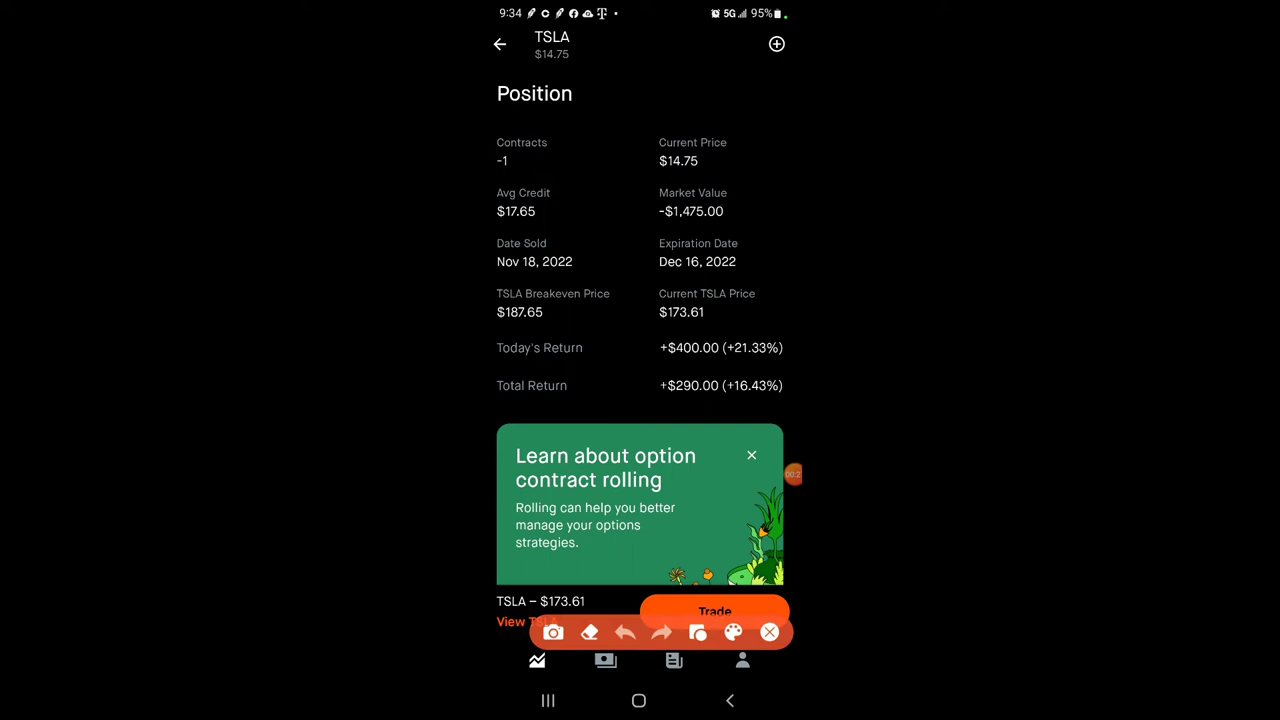 9:34 95%
5G
TSLA
$14.75
Position
Contracts Current Price
-1 $14.75
Avg Credit Market Value
$17.65 -$1,475.00
Date Sold Expiration Date
Nov 18, 2022 Dec 16, 2022
TSLA Breakeven Price Current TSLA Price
$187.65 $173.61
Today's Return +$400.00 (+21.33%)
Total Return +$290.00 (+16.43%)
Learn about option
contract rolling
Rolling can help you better
manage your options
strategies.
TSLA – $173.61
Trade
View